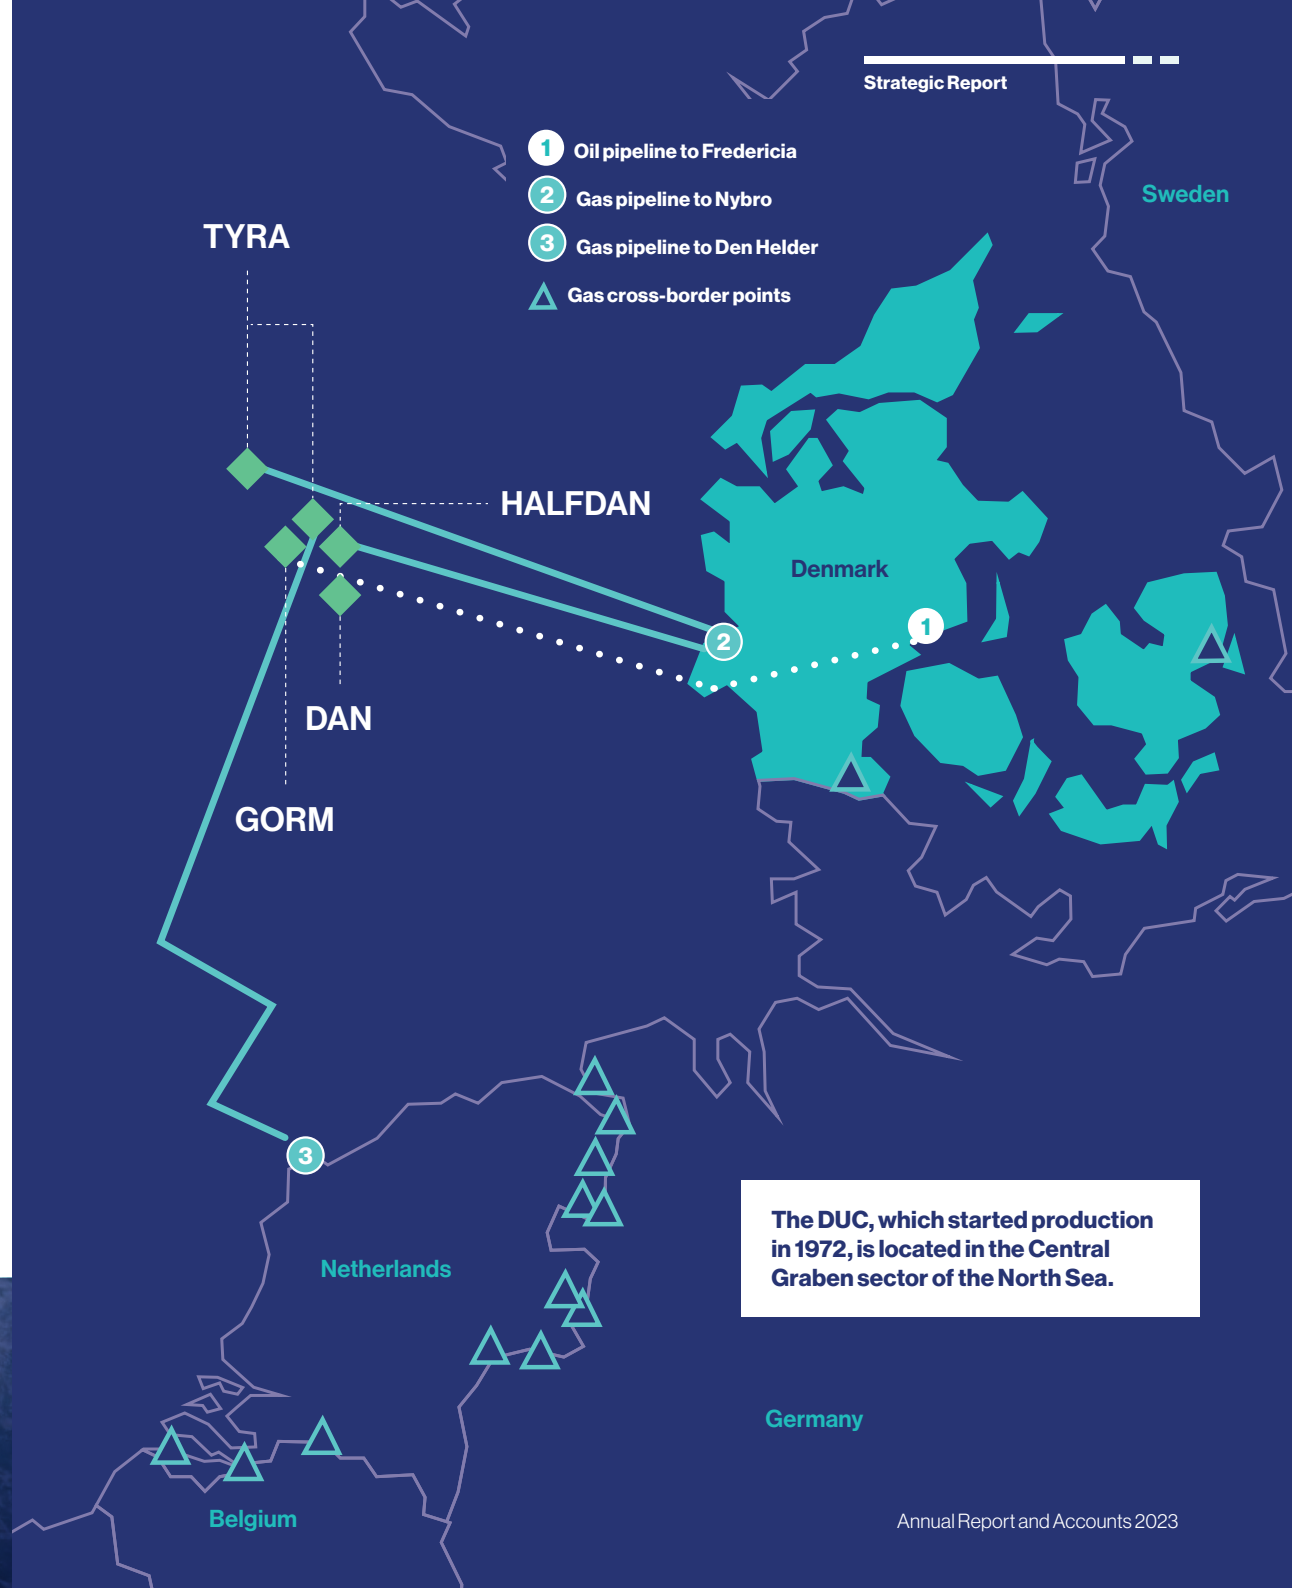 Strategic Report
1 Oil pipeline to Fredericia
2 Gas pipeline to Nybro
3 Gas pipeline to Den Helder
Gas cross-border points
Sweden
TYRA
HALFDAN
Denmark
1
2
DAN
GORM
3
The DUC, which started production
in 1972, is located in the Central
Graben sector of the North Sea.
Netherlands
Germany
Belgium
Annual Report and Accounts 2023